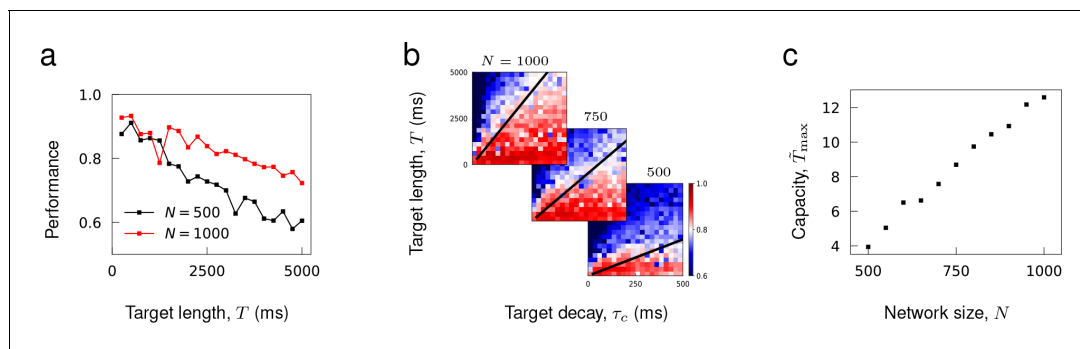 a
1.0
0.8
0.6
Performance
N = 500
N = 1000
0
2500
5000
Target length, T (ms)
b
N = 1000
5000
2500
0
750
500
1.0
0.8
0.6
0
250
500
Target length, T (ms)
Target decay, τc (ms)
c
12
10
8
6
4
Capacity, T̃max
500
750
1000
Network size, N